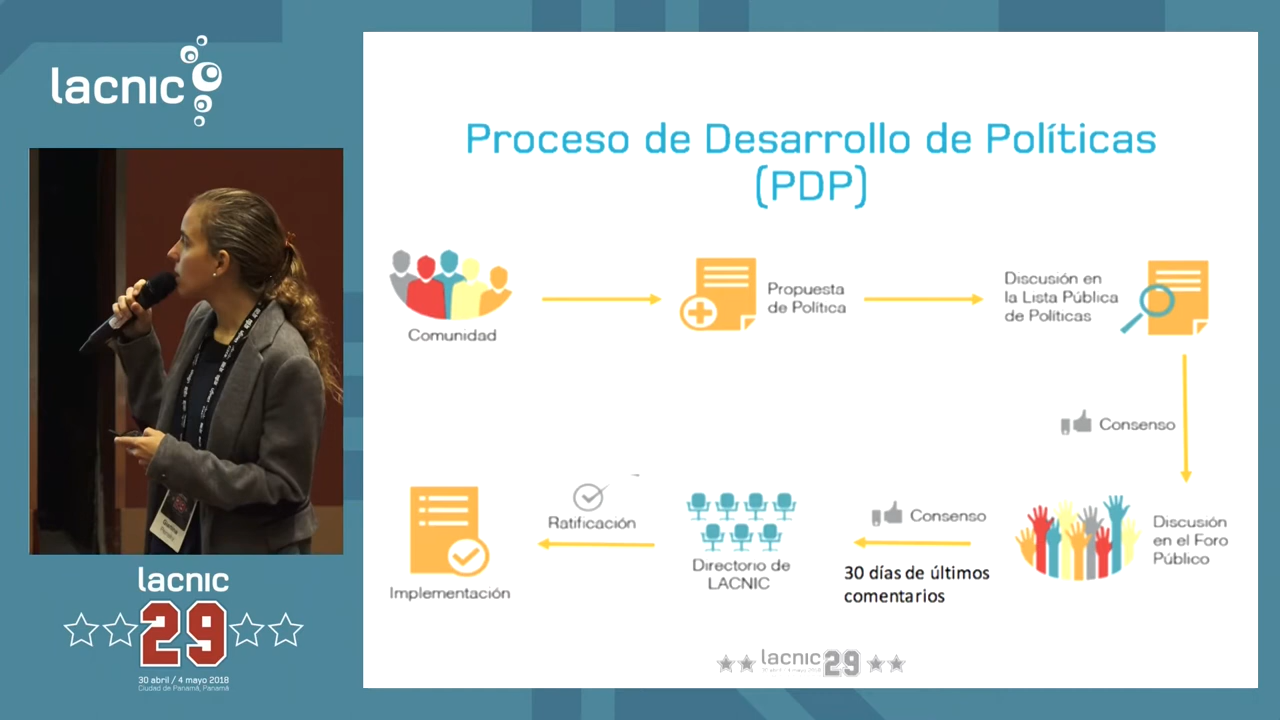 lacnic
Proceso de Desarrollo de Políticas
(PDP)
Comunidad
Propuesta
de Política
Discusión en
la Lista Pública
de Políticas
Consenso
Discusión
en el Foro
Público
Consenso
30 días de últimos
comentarios
Directorio de
LACNIC
Ratificación
Implementación
lacnic
29
30 abril / 4 mayo 2018
Ciudad de Panamá, Panamá
lacnic 29